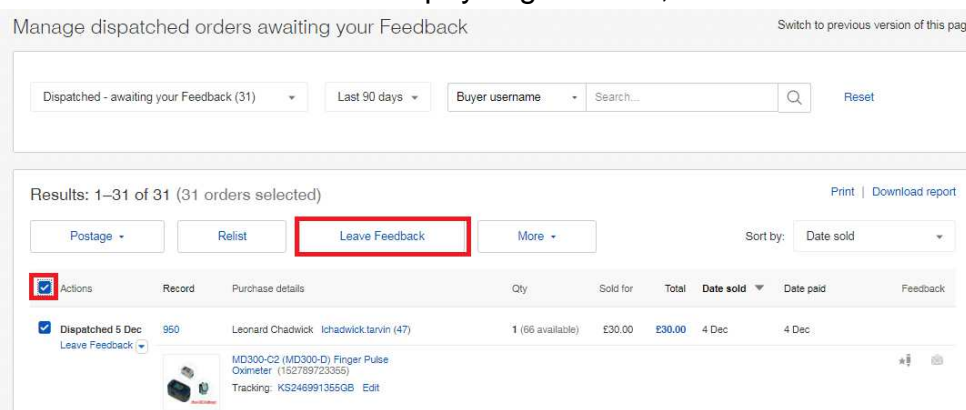 Manage dispatched orders awaiting your Feedback
Switch to previous version of this pag
Dispatched - awaiting your Feedback (31)
Last 90 days
Buyer username
Search...
Reset
Results: 1–31 of 31 (31 orders selected)
Print | Download report
Postage
Relist
Leave Feedback
More
Sort by: Date sold
Actions Record Purchase details Qty Sold for Total Date sold Date paid Feedback
Dispatched 5 Dec 950 Leonard Chadwick lchadwick.tarvin (47) 1 (66 available) £30.00 £30.00 4 Dec 4 Dec
Leave Feedback
MD300-C2 (MD300-D) Finger Pulse
Oximeter (152789723355)
Tracking: KS246991355GB Edit